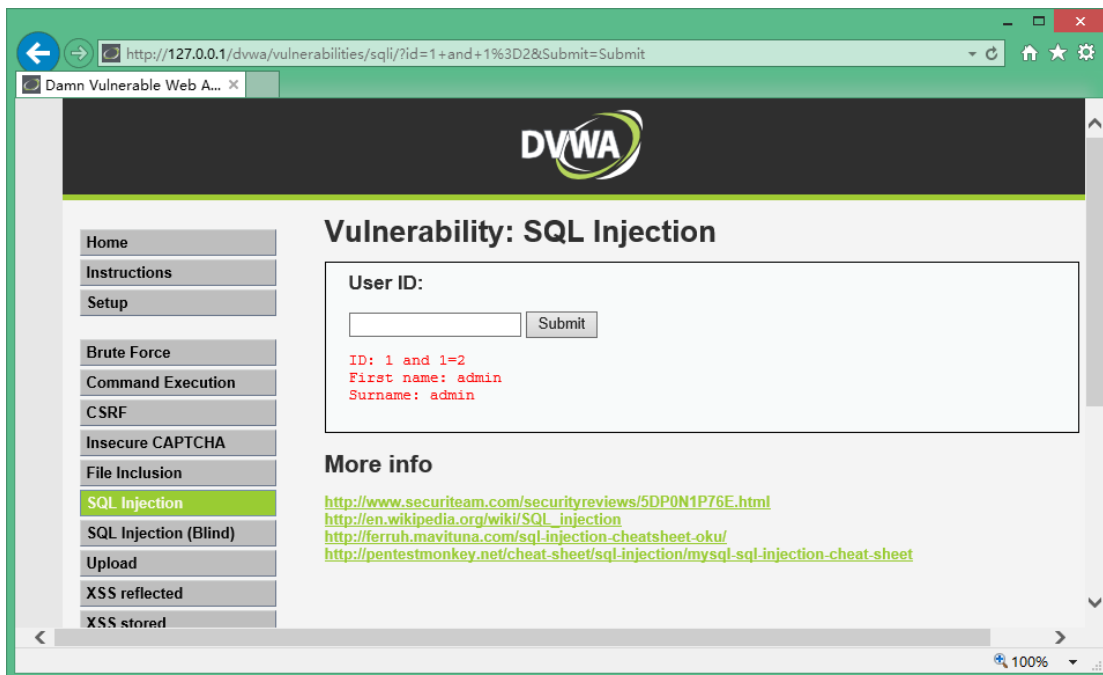 http://127.0.0.1/dvwa/vulnerabilities/sqli/?id=1+and+1%3D2&Submit=Submit
Damn Vulnerable Web A...
DVWA
Home
Instructions
Setup
Brute Force
Command Execution
CSRF
Insecure CAPTCHA
File Inclusion
SQL Injection
SQL Injection (Blind)
Upload
XSS reflected
XSS stored
Vulnerability: SQL Injection
User ID:
Submit
ID: 1 and 1=2
First name: admin
Surname: admin
More info
http://www.securiteam.com/securityreviews/5DP0N1P76E.html
http://en.wikipedia.org/wiki/SQL_injection
http://ferruh.mavituna.com/sql-injection-cheatsheet-oku/
http://pentestmonkey.net/cheat-sheet/sql-injection/mysql-sql-injection-cheat-sheet
100%